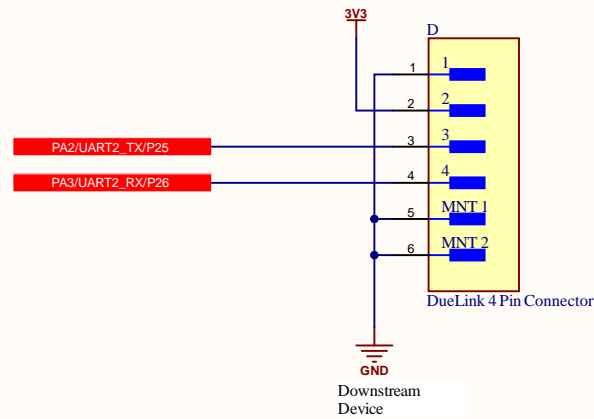 3V3
D
1 1
2 2
PA2/UART2_TX/P25 3 3
PA3/UART2_RX/P26 4 4
5 MNT 1
6 MNT 2
DueLink 4 Pin Connector
GND
Downstream
Device